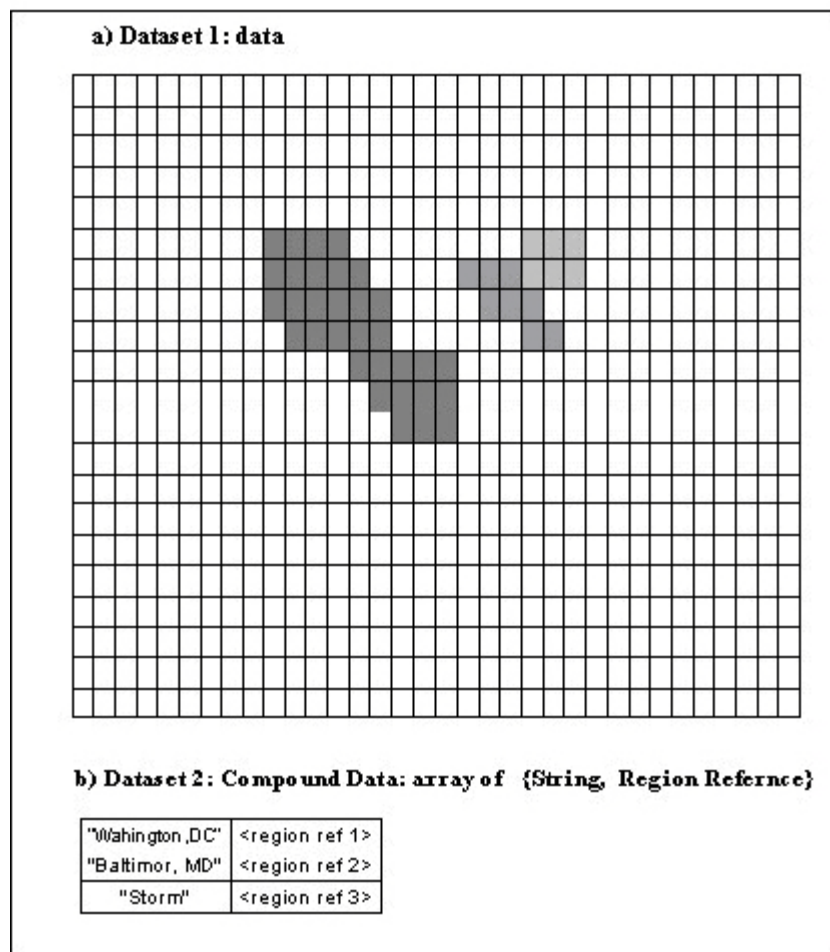 a) Dataset 1: data
b) Dataset 2: Compound Data: array of {String, Region Refernce}
"Wahington,DC" <region ref 1>
"Baltimor, MD" <region ref 2>
"Storm" <region ref 3>